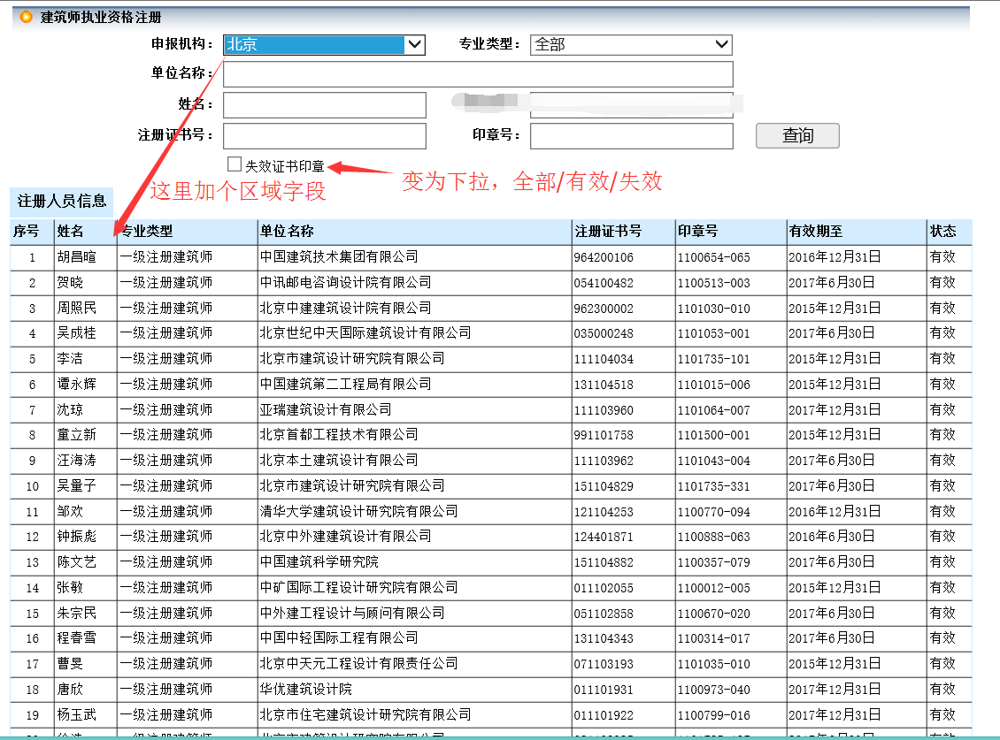 建筑师执业资格注册
申报机构： 北京 专业类型： 全部
单位名称：
姓名：
注册证书号： 印章号： 查询
失效证书印章 变为下拉，全部/有效/失效
这里加个区域字段
注册人员信息
序号 姓名 专业类型 单位名称 注册证书号 印章号 有效期至 状态
1 胡昌暄 一级注册建筑师 中国建筑技术集团有限公司 964200106 1100654-065 2016年12月31日 有效
2 贺晓 一级注册建筑师 中讯邮电咨询设计院有限公司 054100482 1100513-003 2017年6月30日 有效
3 周照民 一级注册建筑师 北京中建建筑设计院有限公司 962300002 1101030-010 2015年12月31日 有效
4 吴成桂 一级注册建筑师 北京世纪中天国际建筑设计有限公司 035000248 1101053-001 2017年6月30日 有效
5 李洁 一级注册建筑师 北京市建筑设计研究院有限公司 111104034 1101735-101 2015年12月31日 有效
6 谭永辉 一级注册建筑师 中国建筑第二工程局有限公司 131104518 1101015-006 2015年12月31日 有效
7 沈琼 一级注册建筑师 亚瑞建筑设计有限公司 111103960 1101064-007 2017年12月31日 有效
8 童立新 一级注册建筑师 北京首都工程技术有限公司 991101758 1101500-001 2015年12月31日 有效
9 汪海涛 一级注册建筑师 北京本土建筑设计有限公司 111103962 1101043-004 2017年6月30日 有效
10 吴量子 一级注册建筑师 北京市建筑设计研究院有限公司 151104829 1101735-331 2017年6月30日 有效
11 邹欢 一级注册建筑师 清华大学建筑设计研究院有限公司 121104253 1100770-094 2016年12月31日 有效
12 钟振彪 一级注册建筑师 北京中外建建筑设计有限公司 124401871 1100888-063 2016年6月30日 有效
13 陈文艺 一级注册建筑师 中国建筑科学研究院 151104882 1100357-079 2017年6月30日 有效
14 张敏 一级注册建筑师 中矿国际工程设计研究院有限公司 011102055 1100012-005 2015年12月31日 有效
15 朱宗民 一级注册建筑师 中外建工程设计与顾问有限公司 051102858 1100670-020 2017年6月30日 有效
16 程春雪 一级注册建筑师 中国中轻国际工程有限公司 131104343 1100314-017 2017年6月30日 有效
17 曹旻 一级注册建筑师 北京中天元工程设计有限责任公司 071103193 1101035-010 2015年12月31日 有效
18 唐欣 一级注册建筑师 华优建筑设计院 011101931 1100973-040 2017年12月31日 有效
19 杨玉武 一级注册建筑师 北京市住宅建筑设计研究院有限公司 011101922 1100799-016 2017年12月31日 有效